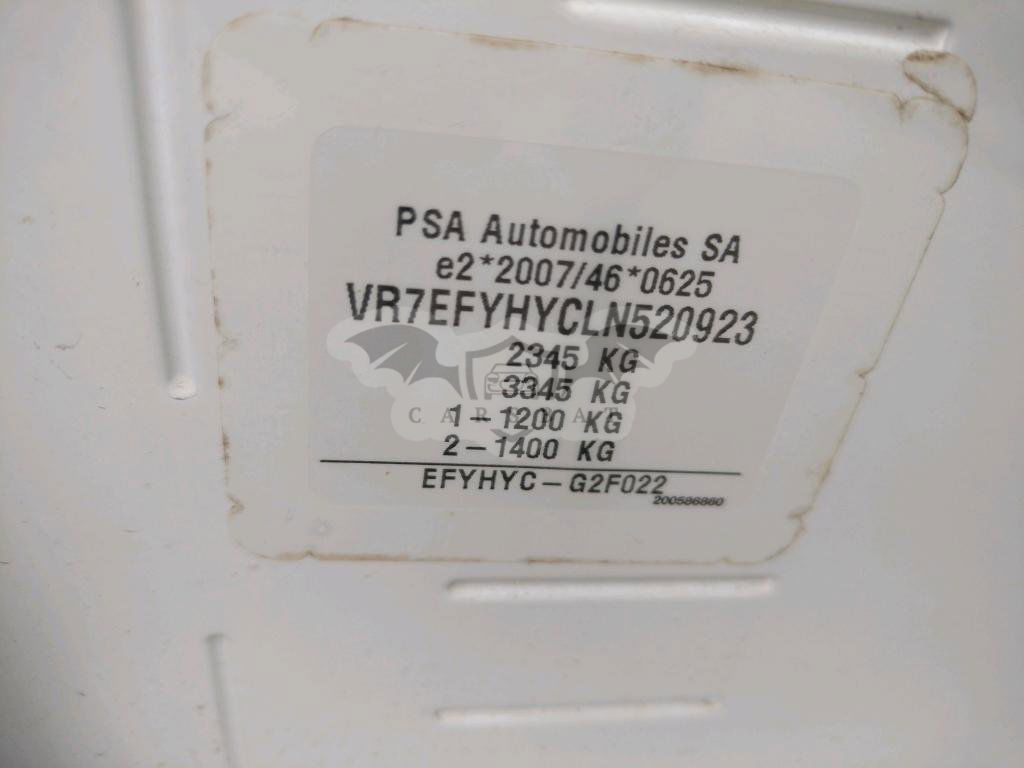 PSA Automobiles SA
e2*2007/46*0625
VR7EFYHYCLN520923
2345 KG
3345 KG
1-1200 KG
2-1400 KG
EFYHYC-G2F022
200586860